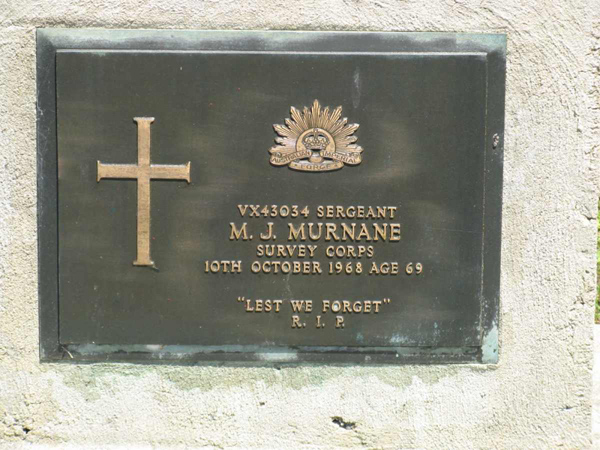 VX43034 SERGEANT
M. J. MURNANE
SURVEY CORPS
10TH OCTOBER 1968 AGE 69
"LEST WE FORGET"
R. I. P.